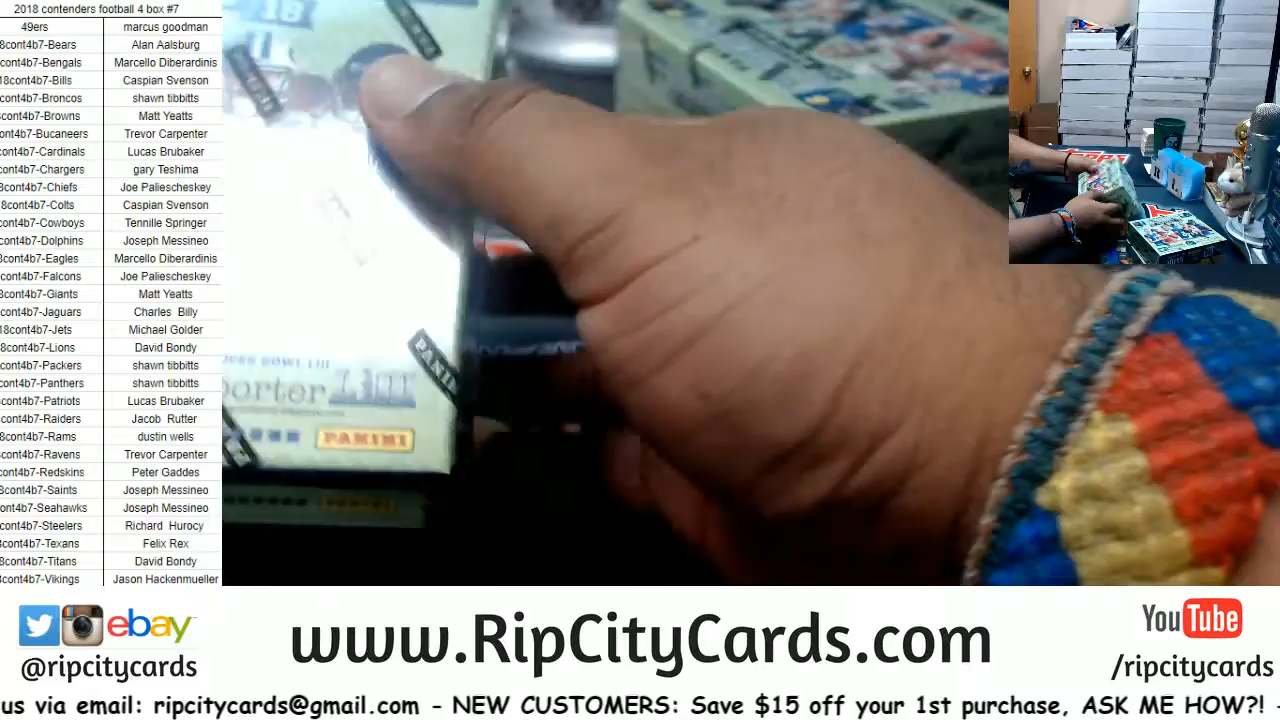 2018 contenders football 4 box #7
49ers marcus goodman
8cont4b7-Bears Alan Aalsburg
cont4b7-Bengals Marcello Diberardinis
18cont4b7-Bills Caspian Svenson
cont4b7-Broncos shawn tibbitts
cont4b7-Browns Matt Yeatts
ont4b7-Bucaneers Trevor Carpenter
cont4b7-Cardinals Lucas Brubaker
cont4b7-Chargers gary Teshima
8cont4b7-Chiefs Joe Paliescheskey
8cont4b7-Colts Caspian Svenson
cont4b7-Cowboys Tennille Springer
cont4b7-Dolphins Joseph Messineo
8cont4b7-Eagles Marcello Diberardinis
cont4b7-Falcons Joe Paliescheskey
8cont4b7-Giants Matt Yeatts
cont4b7-Jaguars Charles Billy
18cont4b7-Jets Michael Golder
8cont4b7-Lions David Bondy
cont4b7-Packers shawn tibbitts
cont4b7-Panthers shawn tibbitts
cont4b7-Patriots Lucas Brubaker
cont4b7-Raiders Jacob Rutter
8cont4b7-Rams dustin wells
cont4b7-Ravens Trevor Carpenter
cont4b7-Redskins Peter Gaddes
8cont4b7-Saints Joseph Messineo
cont4b7-Seahawks Joseph Messineo
cont4b7-Steelers Richard Hurocy
8cont4b7-Texans Felix Rex
8cont4b7-Titans David Bondy
cont4b7-Vikings Jason Hackenmueller
BOWL LIII
porter LIII
PANINI
PANINI
ebay
@ripcitycards
www.RipCityCards.com
YouTube
/ripcitycards
us via email: ripcitycards@gmail.com - NEW CUSTOMERS: Save $15 off your 1st purchase, ASK ME HOW?! -